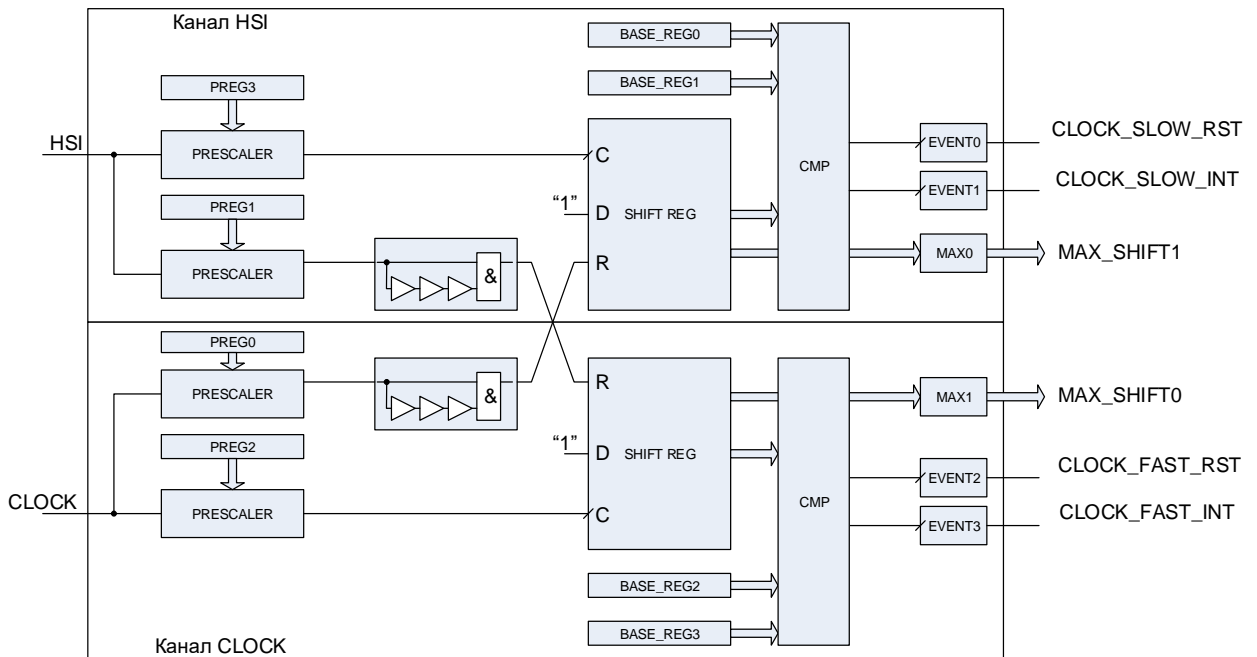 Канал HSI
BASE_REG0
BASE_REG1
PREG3
HSI
PRESCALER
C
CMP
EVENT0
CLOCK_SLOW_RST
EVENT1
CLOCK_SLOW_INT
PREG1
“1”
D
SHIFT REG
PRESCALER
&
R
MAX0
MAX_SHIFT1
PREG0
PRESCALER
&
R
MAX1
MAX_SHIFT0
PREG2
“1”
D
SHIFT REG
CMP
EVENT2
CLOCK_FAST_RST
CLOCK
PRESCALER
C
EVENT3
CLOCK_FAST_INT
BASE_REG2
BASE_REG3
Канал CLOCK